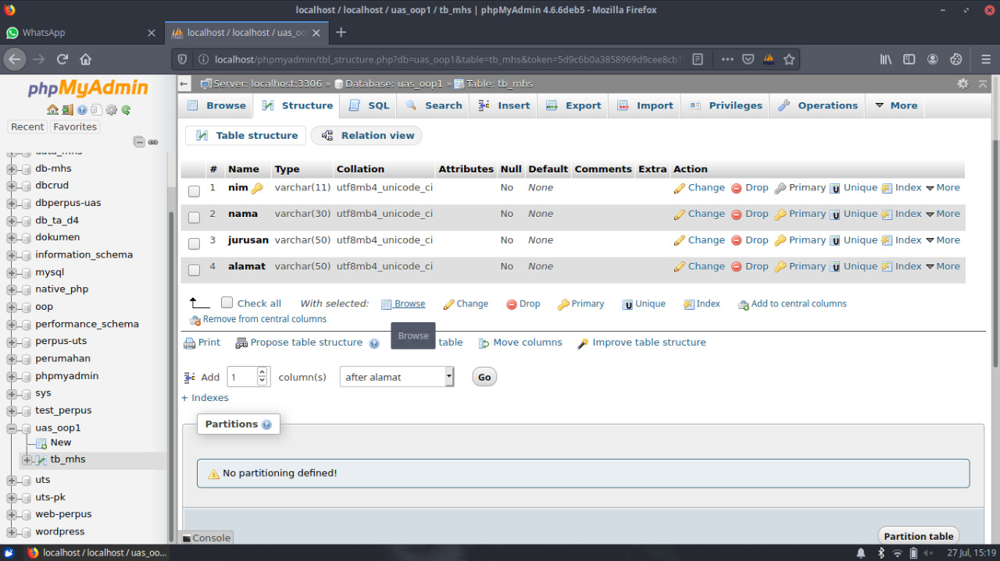 localhost / localhost / uas_oop1 / tb_mhs | phpMyAdmin 4.6.6deb5 - Mozilla Firefox
WhatsApp
localhost / localhost / uas_oo
localhost/phpmyadmin/tbl_structure.php?db=uas_oop1&table=tb_mhs&token=5d9c6b0a3858969d9cee8cb1
phpMyAdmin
Recent Favorites
data_mhs
db-mhs
dbcrud
dbperpus-uas
db_ta_d4
dokumen
information_schema
mysql
native_php
oop
performance_schema
perpus-uts
perumahan
phpmyadmin
sys
test_perpus
uas_oop1
New
tb_mhs
uts
uts-pk
web-perpus
wordpress
Server: localhost:3306 » Database: uas_oop1 » Table: tb_mhs
Browse Structure SQL Search Insert Export Import Privileges Operations More
Table structure Relation view
# Name Type Collation Attributes Null Default Comments Extra Action
1 nim varchar(11) utf8mb4_unicode_ci No None Change Drop Primary Unique Index More
2 nama varchar(30) utf8mb4_unicode_ci No None Change Drop Primary Unique Index More
3 jurusan varchar(50) utf8mb4_unicode_ci No None Change Drop Primary Unique Index More
4 alamat varchar(50) utf8mb4_unicode_ci No None Change Drop Primary Unique Index More
Check all With selected: Browse Change Drop Primary Unique Index Add to central columns
Remove from central columns
Browse
Print Propose table structure table Move columns Improve table structure
Add 1 column(s) after alamat Go
+ Indexes
Partitions
No partitioning defined!
Partition table
Console
localhost / localhost / uas_oo...
27 Jul, 15:19